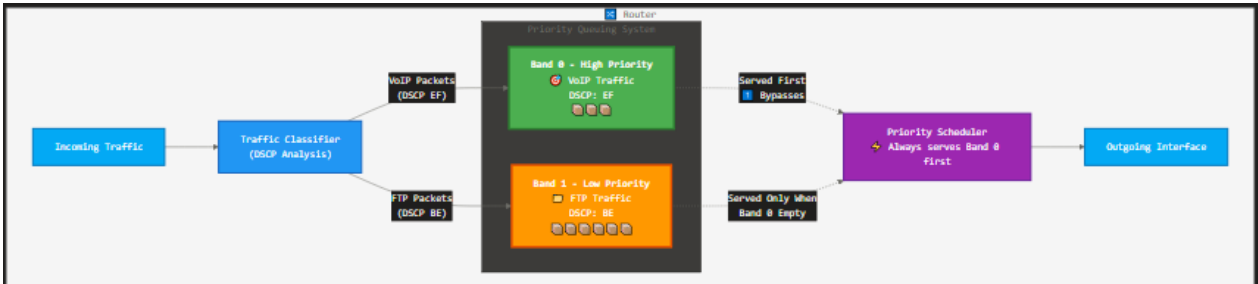 Router
Priority Queuing System
Incoming Traffic
Traffic Classifier
(DSCP Analysis)
VoIP Packets
(DSCP EF)
FTP Packets
(DSCP BE)
Band 0 - High Priority
VoIP Traffic
DSCP: EF
Band 1 - Low Priority
FTP Traffic
DSCP: BE
Served First
1 Bypasses
Served Only When
Band 0 Empty
Priority Scheduler
Always serves Band 0
first
Outgoing Interface